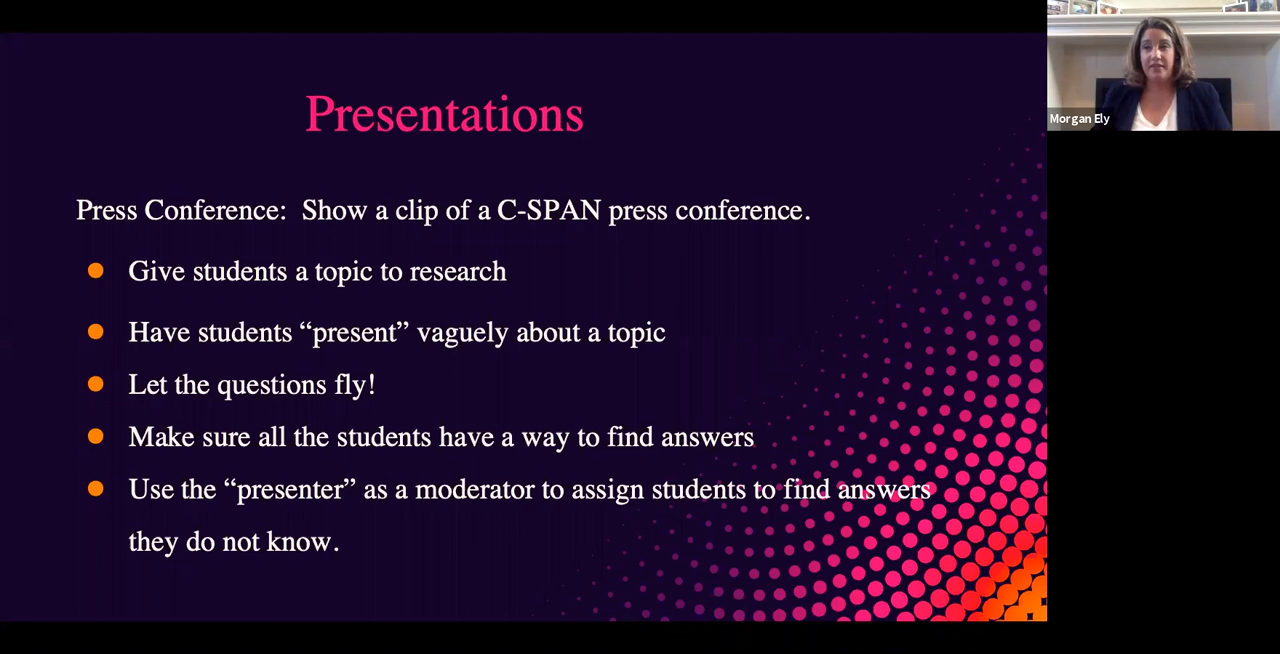 Presentations
Morgan Ely
Press Conference:  Show a clip of a C-SPAN press conference.
Give students a topic to research
Have students “present” vaguely about a topic
Let the questions fly!
Make sure all the students have a way to find answers
Use the “presenter” as a moderator to assign students to find answers
they do not know.